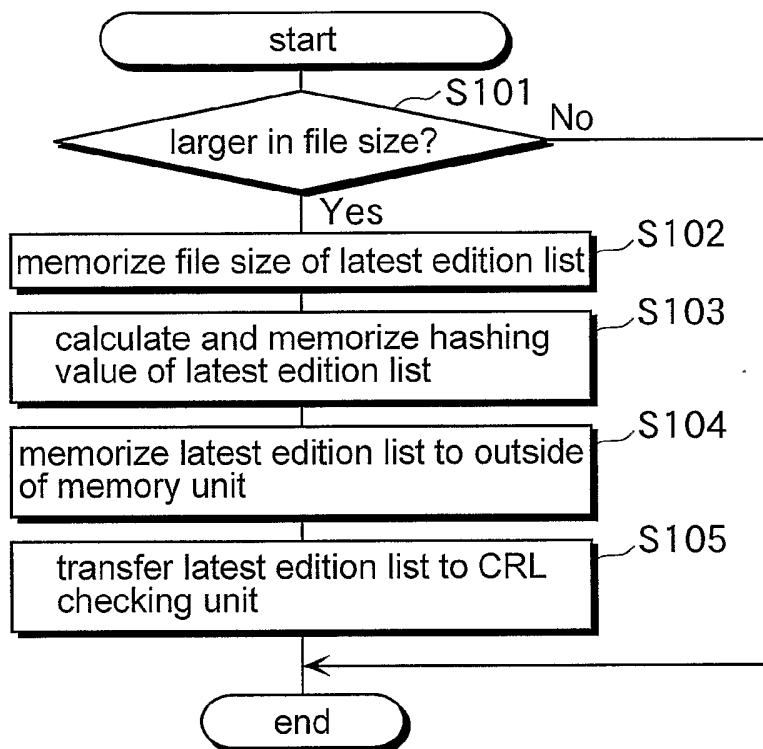 start
S101
No
larger in file size?
Yes
S102
memorize file size of latest edition list
S103
calculate and memorize hashing
value of latest edition list
S104
memorize latest edition list to outside
of memory unit
S105
transfer latest edition list to CRL
checking unit
end